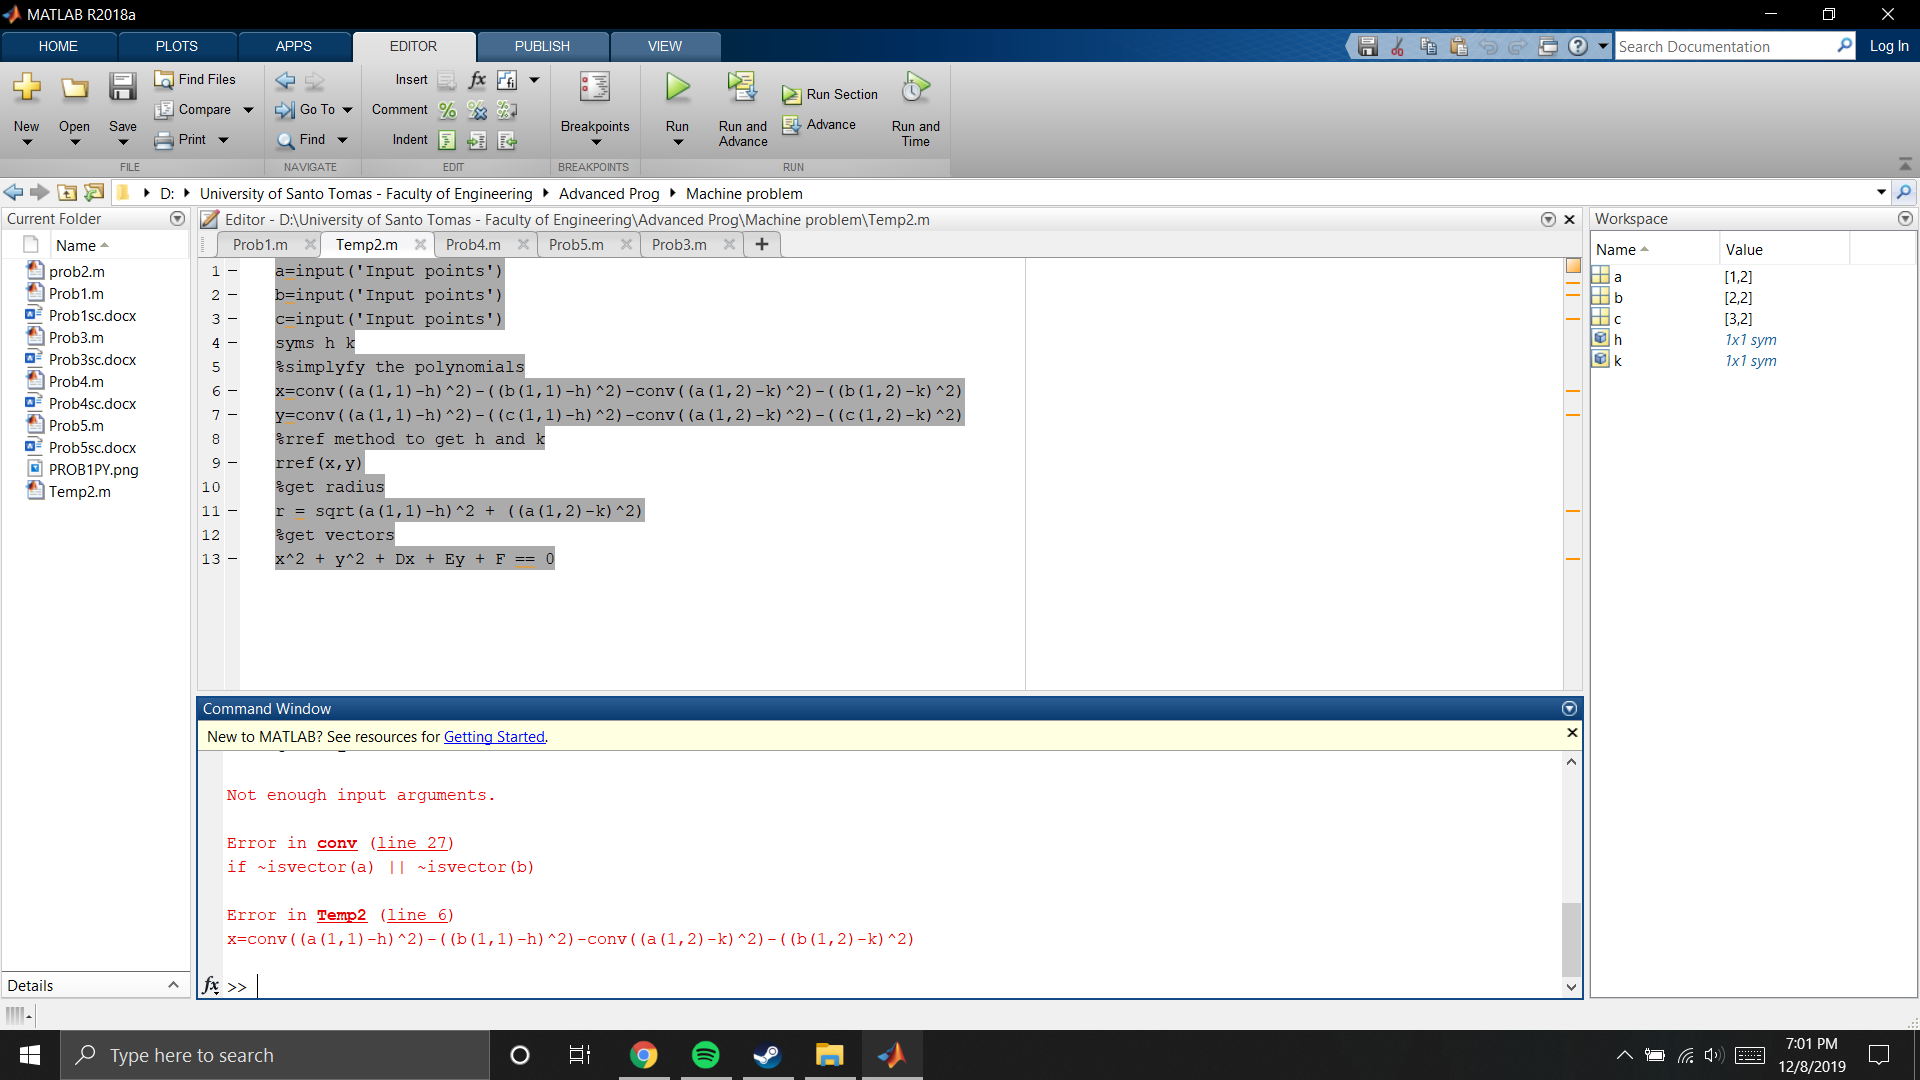 MATLAB R2018a
HOME PLOTS APPS EDITOR PUBLISH VIEW
Search Documentation
Log In
New
Open
Save
Find Files
Compare
Print
FILE
Go To
Find
NAVIGATE
Insert
Comment
Indent
EDIT
fx
Breakpoints
BREAKPOINTS
Run
Run and Advance
Run Section
Advance
Run and Time
RUN
D: University of Santo Tomas - Faculty of Engineering Advanced Prog Machine problem
Current Folder
Name
prob2.m
Prob1.m
Prob1sc.docx
Prob3.m
Prob3sc.docx
Prob4.m
Prob4sc.docx
Prob5.m
Prob5sc.docx
PROB1PY.png
Temp2.m
Details
Editor - D:\University of Santo Tomas - Faculty of Engineering\Advanced Prog\Machine problem\Temp2.m
Prob1.m Temp2.m Prob4.m Prob5.m Prob3.m +
1 a=input('Input points')
2 b=input('Input points')
3 c=input('Input points')
4 syms h k
5 %simplyfy the polynomials
6 x=conv((a(1,1)-h)^2)-((b(1,1)-h)^2)-conv((a(1,2)-k)^2)-((b(1,2)-k)^2)
7 y=conv((a(1,1)-h)^2)-((c(1,1)-h)^2)-conv((a(1,2)-k)^2)-((c(1,2)-k)^2)
8 %rref method to get h and k
9 rref(x,y)
10 %get radius
11 r = sqrt(a(1,1)-h)^2 + ((a(1,2)-k)^2)
12 %get vectors
13 x^2 + y^2 + Dx + Ey + F == 0
Command Window
New to MATLAB? See resources for Getting Started.
Not enough input arguments.
Error in conv (line 27)
if ~isvector(a) || ~isvector(b)
Error in Temp2 (line 6)
x=conv((a(1,1)-h)^2)-((b(1,1)-h)^2)-conv((a(1,2)-k)^2)-((b(1,2)-k)^2)
fx >>
Workspace
Name Value
a [1,2]
b [2,2]
c [3,2]
h 1x1 sym
k 1x1 sym
Type here to search
7:01 PM
12/8/2019